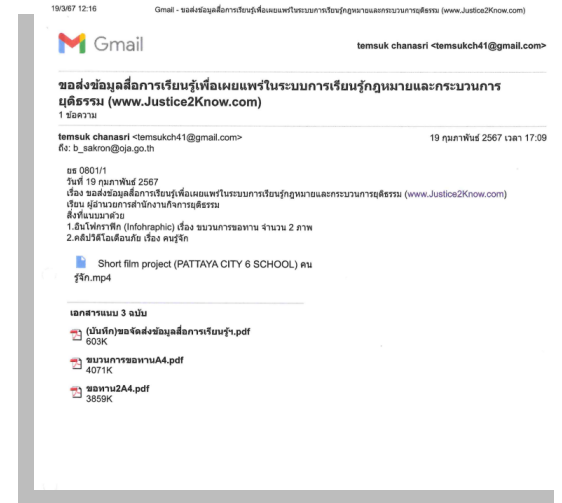 19/3/67 12:16
Gmail - ขอส่งข้อมูลสื่อการเรียนรู้เพื่อเผยแพร่ในระบบการเรียนรู้กฎหมายและกระบวนการยุติธรรม (www.Justice2Know.com)
Gmail
temsuk chanasri <temsukch41@gmail.com>
ขอส่งข้อมูลสื่อการเรียนรู้เพื่อเผยแพร่ในระบบการเรียนรู้กฎหมายและกระบวนการ
ยุติธรรม (www.Justice2Know.com)
1 ข้อความ
temsuk chanasri <temsukch41@gmail.com>
19 กุมภาพันธ์ 2567 เวลา 17:09
ถึง: b_sakron@oja.go.th
ยธ 0801/1
วันที่ 19 กุมภาพันธ์ 2567
เรื่อง ขอส่งข้อมูลสื่อการเรียนรู้เพื่อเผยแพร่ในระบบการเรียนรู้กฎหมายและกระบวนการยุติธรรม (www.Justice2Know.com)
เรียน ผู้อำนวยการสำนักงานกิจการยุติธรรม
สิ่งที่แนบมาด้วย
1.อินโฟกราฟิก (Infohraphic) เรื่อง ขบวนการขอทาน จำนวน 2 ภาพ
2.คลิปวิดีโอเตือนภัย เรื่อง คนรู้จัก
Short film project (PATTAYA CITY 6 SCHOOL) คน
รู้จัก.mp4
เอกสารแนบ 3 ฉบับ
(บันทึก)ขอจัดส่งข้อมูลสื่อการเรียนรู้ฯ.pdf
603K
ขบวนการขอทานA4.pdf
4071K
ขอทาน2A4.pdf
3859K